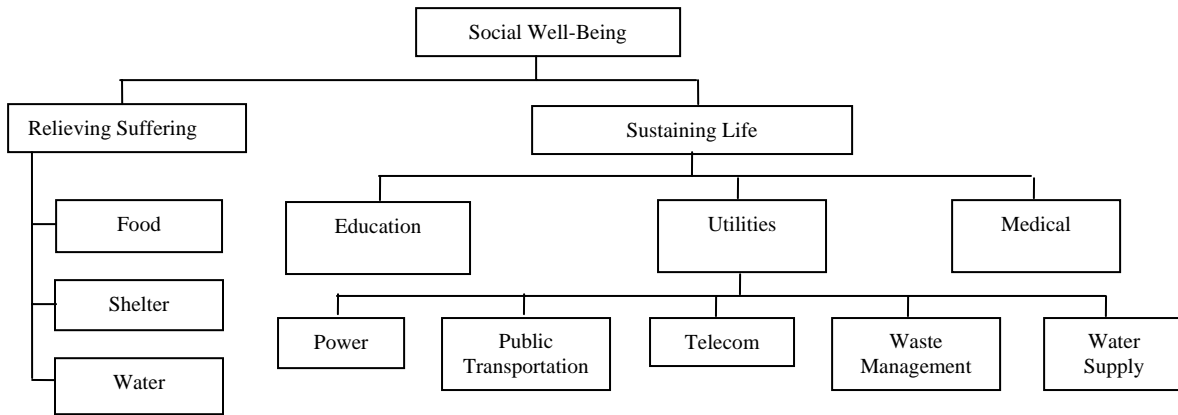 Social Well-Being
Relieving Suffering
Sustaining Life
Food
Shelter
Water
Education
Utilities
Medical
Power
Public
Transportation
Telecom
Waste
Management
Water
Supply